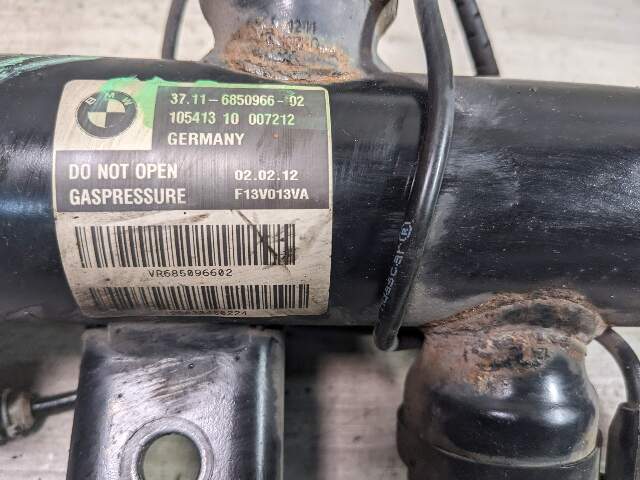 BMW
37.11-6850966-02
105413 10 007212
GERMANY
DO NOT OPEN 02.02.12
GASPRESSURE F13V013VA
VR685096602